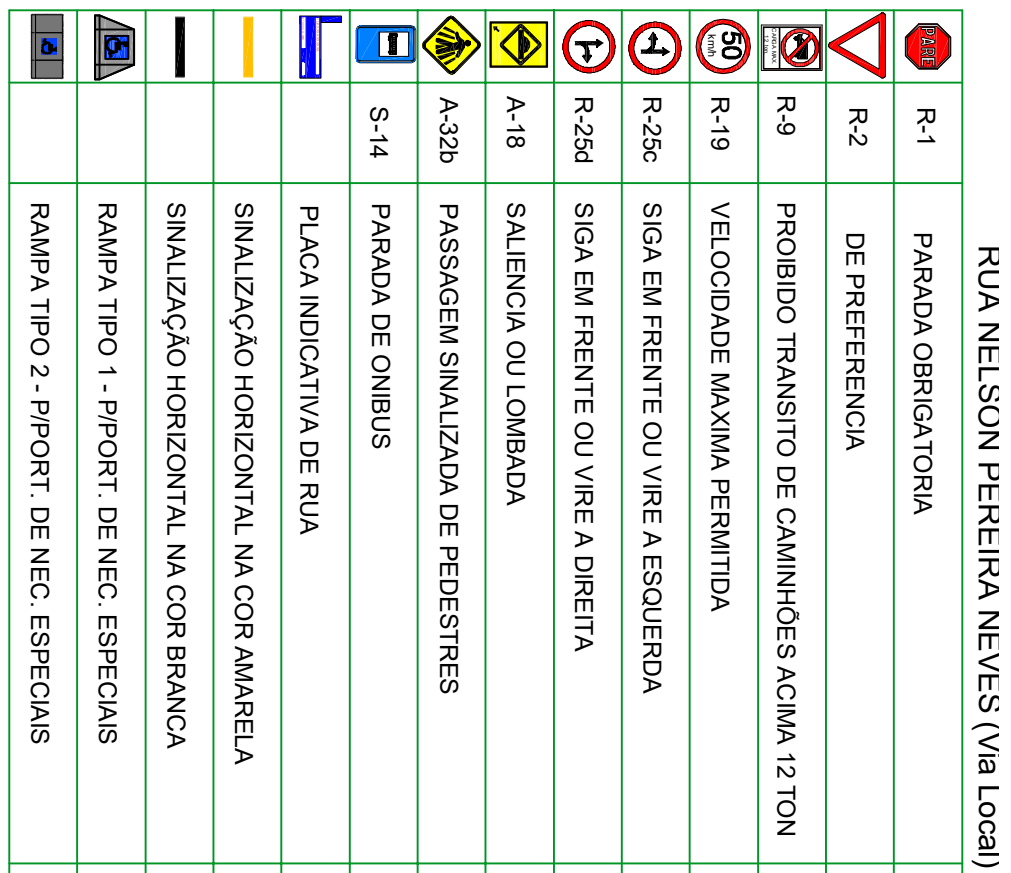 RUA NELSON PEREIRA NEVES (Via Local)
PARE R-1 PARADA OBRIGATORIA
R-2 DE PREFERENCIA
CARGA MAX. 12 ton. R-9 PROIBIDO TRANSITO DE CAMINHÕES ACIMA 12 TON
50 km/h R-19 VELOCIDADE MAXIMA PERMITIDA
R-25c SIGA EM FRENTE OU VIRE A ESQUERDA
R-25d SIGA EM FRENTE OU VIRE A DIREITA
A-18 SALIENCIA OU LOMBADA
A-32b PASSAGEM SINALIZADA DE PEDESTRES
S-14 PARADA DE ONIBUS
PLACA INDICATIVA DE RUA
SINALIZAÇÃO HORIZONTAL NA COR AMARELA
SINALIZAÇÃO HORIZONTAL NA COR BRANCA
RAMPA TIPO 1 - P/PORT. DE NEC. ESPECIAIS
RAMPA TIPO 2 - P/PORT. DE NEC. ESPECIAIS